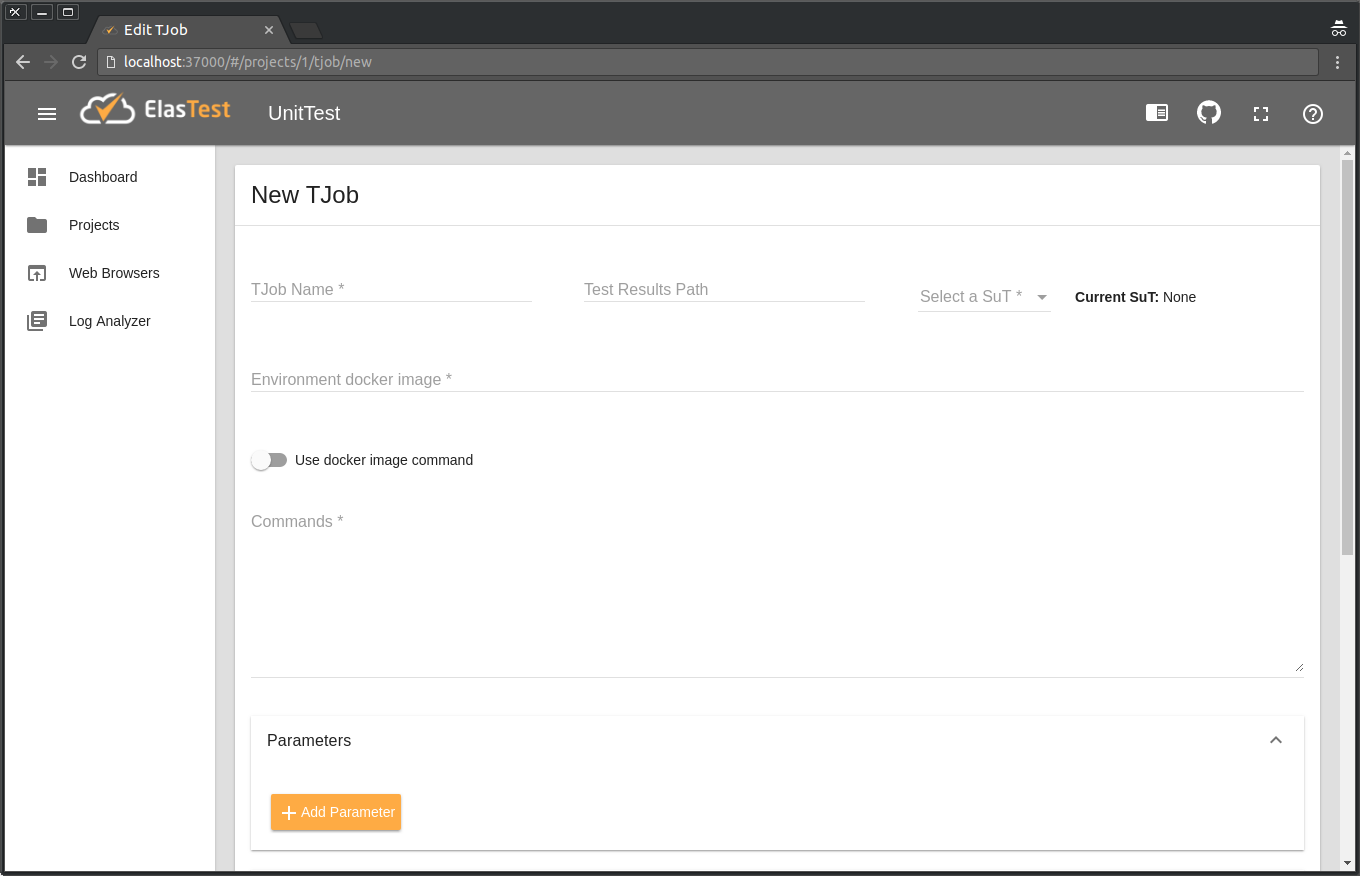 Edit TJob
localhost:37000/#/projects/1/tjob/new
ElasTest UnitTest
Dashboard
Projects
Web Browsers
Log Analyzer
New TJob
TJob Name * Test Results Path Select a SuT * Current SuT: None
Environment docker image *
Use docker image command
Commands *
Parameters
Add Parameter